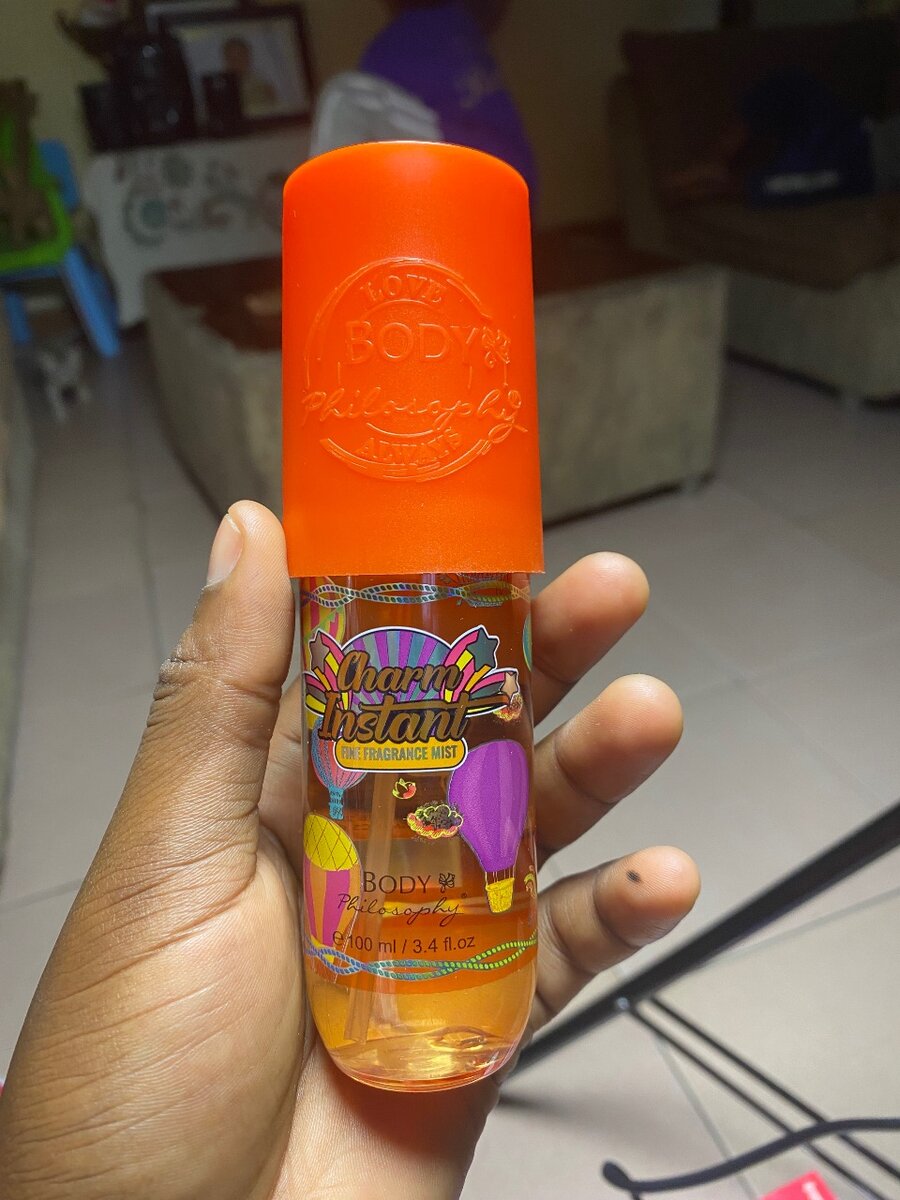 LOVE
BODY
Philosophy
ALWAYS
Charm
Instant
FINE FRAGRANCE MIST
BODY
Philosophy®
℮100 ml / 3.4 fl.oz